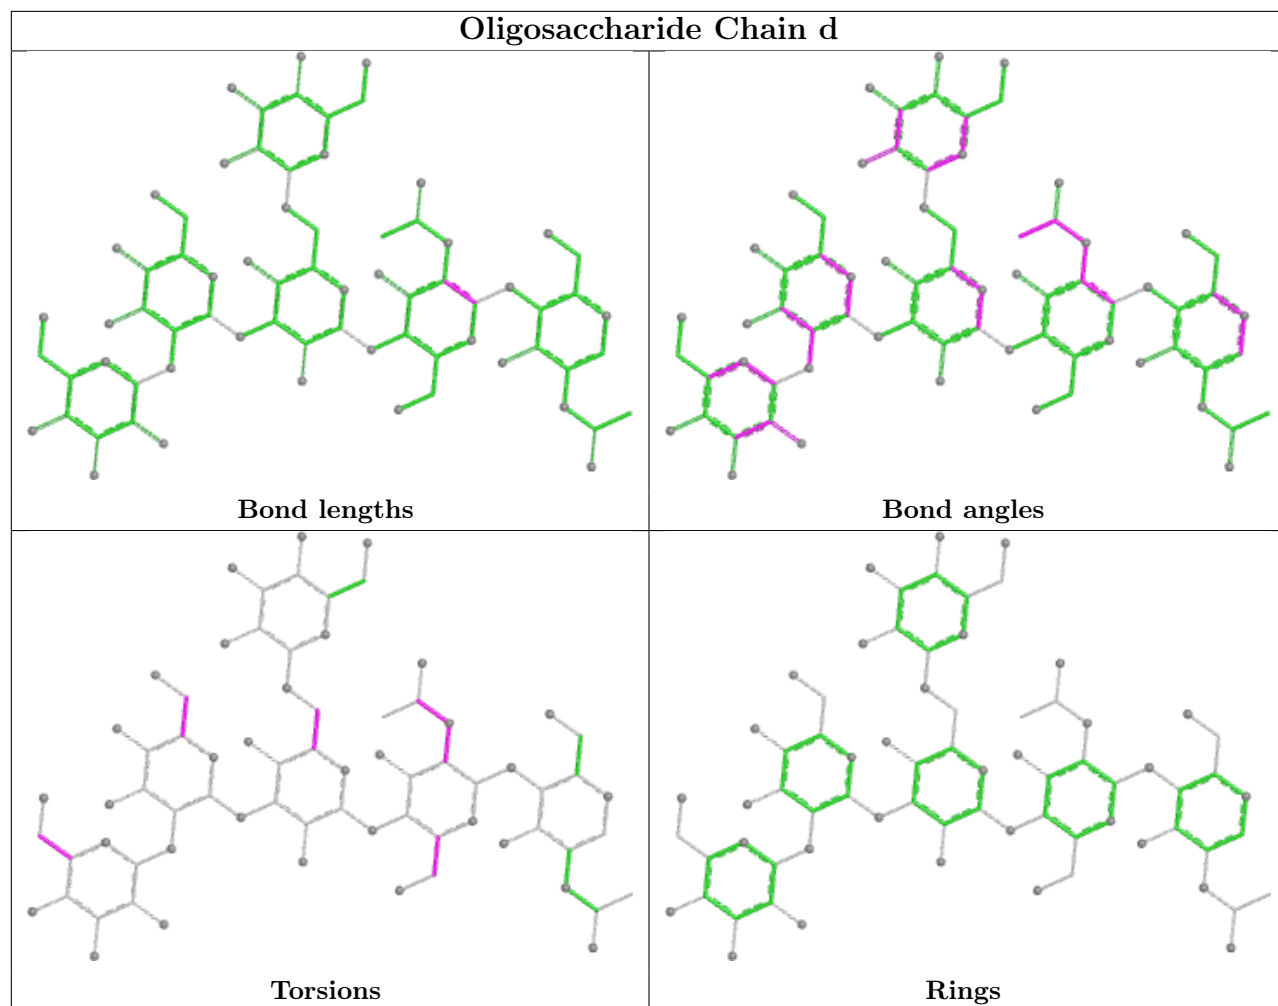 Oligosaccharide Chain d
Bond lengths
Bond angles
Torsions
Rings